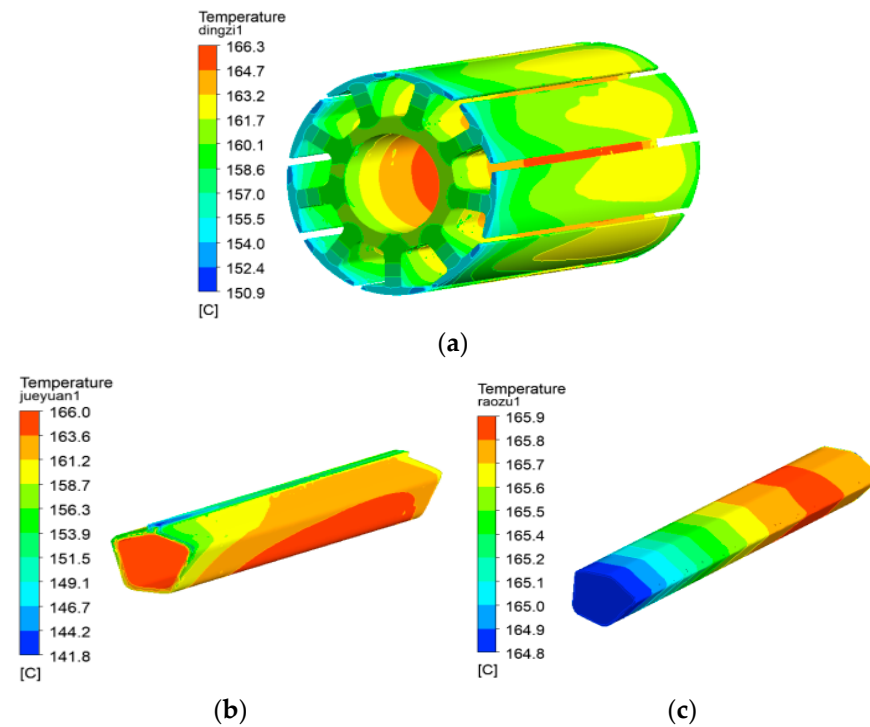 Temperature
dingzi1
166.3
164.7
163.2
161.7
160.1
158.6
157.0
155.5
154.0
152.4
150.9
[C]
(a)
Temperature
jueyuan1
166.0
163.6
161.2
158.7
156.3
153.9
151.5
149.1
146.7
144.2
141.8
[C]
(b)
Temperature
raozu1
165.9
165.8
165.7
165.6
165.5
165.4
165.2
165.1
165.0
164.9
164.8
[C]
(c)